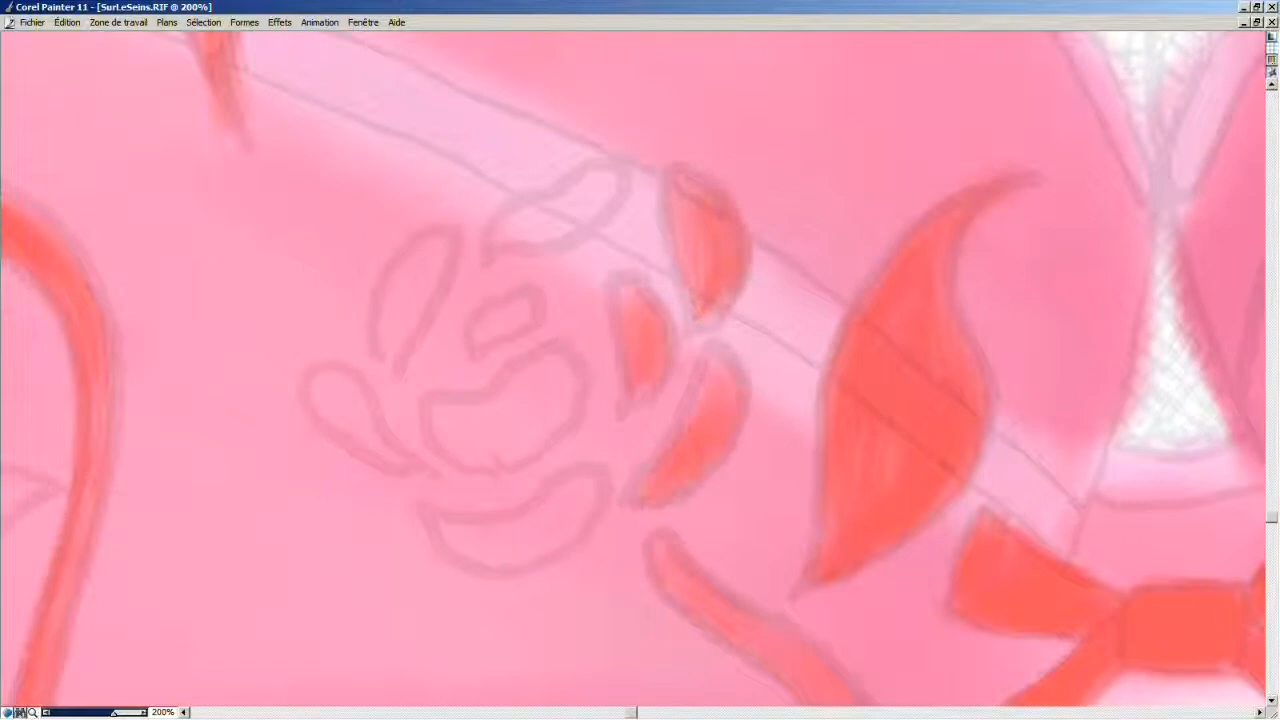 Corel Painter 11 - [SurLeSeins.RIF @ 200%]
Fichier Édition Zone de travail Plans Sélection Formes Effets Animation Fenêtre Aide
200%